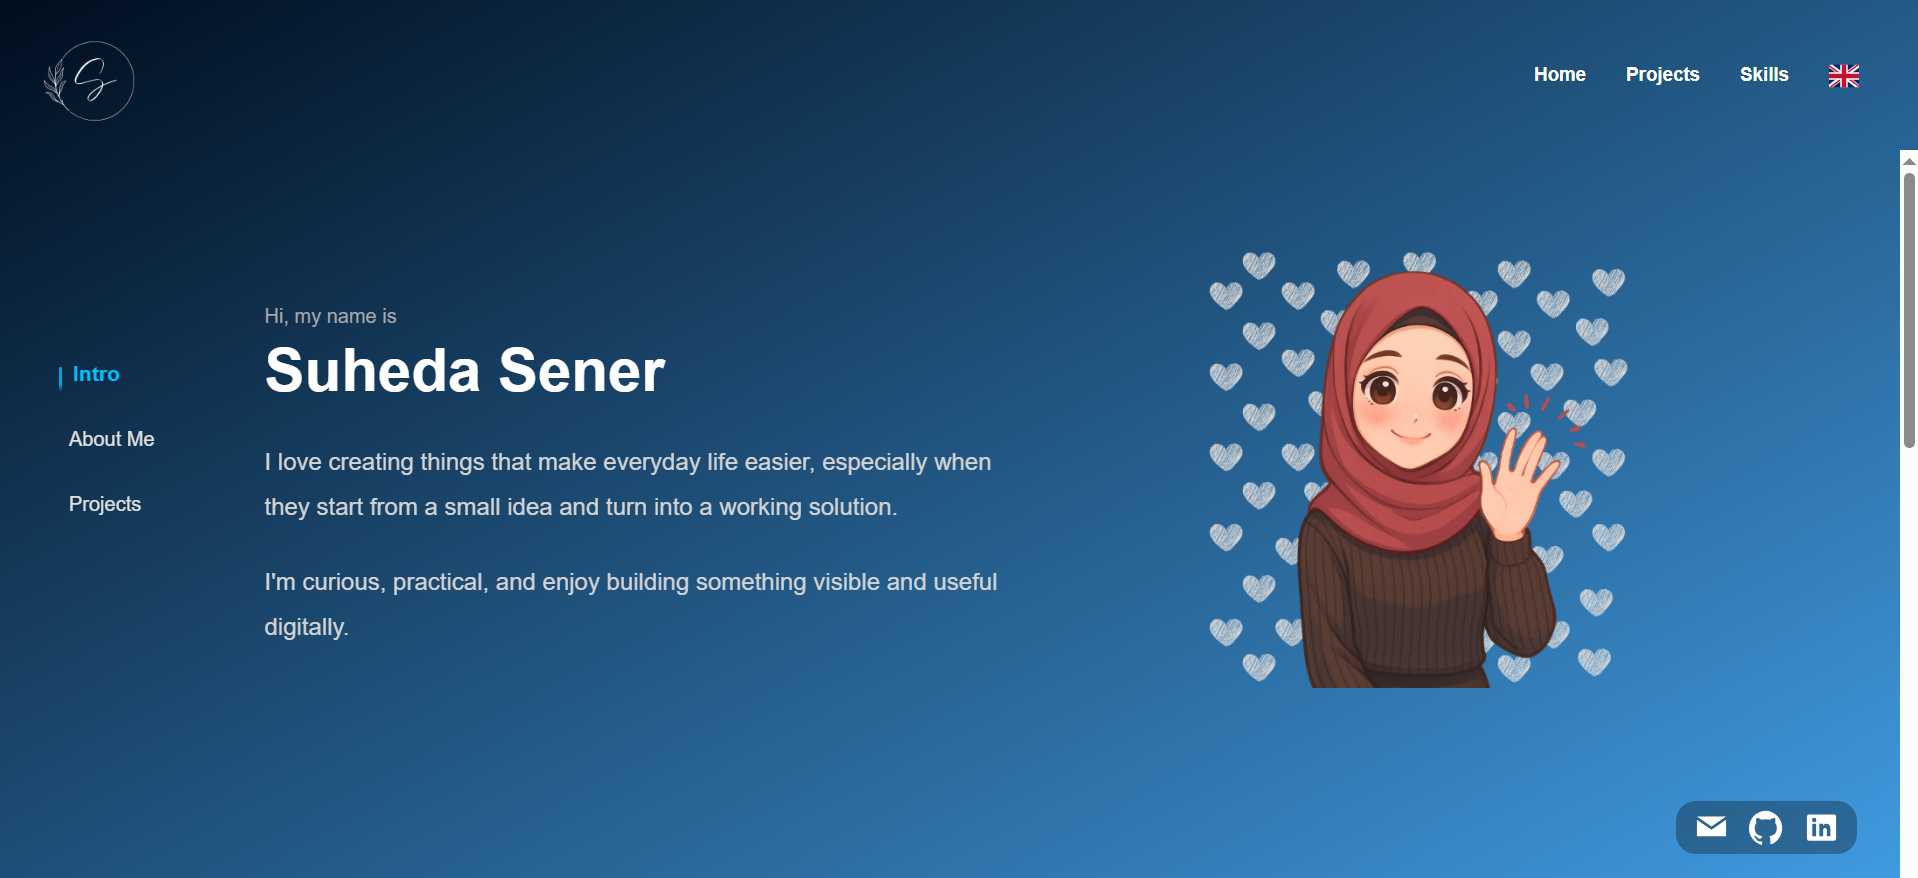 S
Home Projects Skills
Hi, my name is
Suheda Sener
Intro
About Me
Projects
I love creating things that make everyday life easier, especially when
they start from a small idea and turn into a working solution.
I'm curious, practical, and enjoy building something visible and useful
digitally.
in